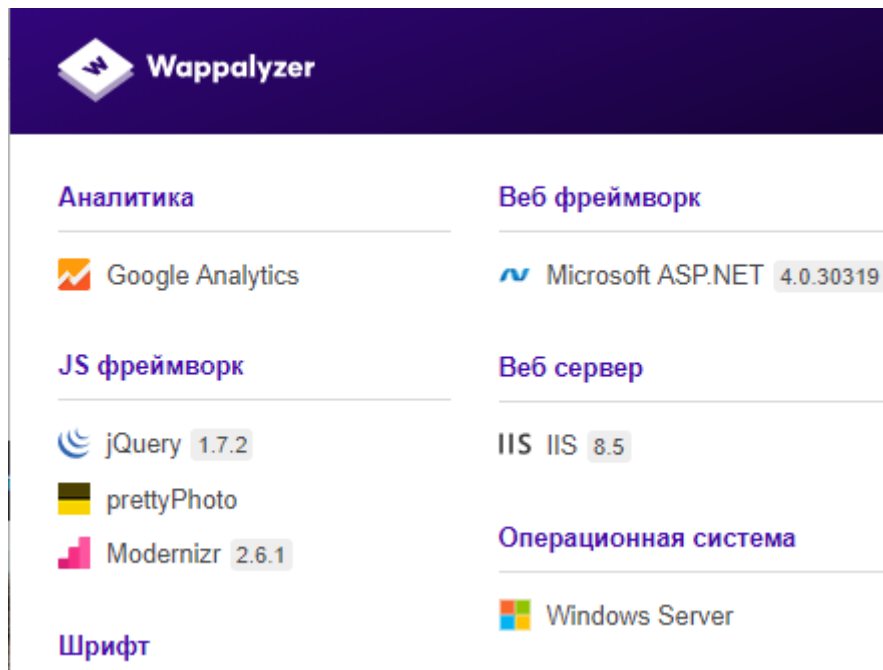 Wappalyzer
Аналитика
Google Analytics
JS фреймворк
jQuery 1.7.2
prettyPhoto
Modernizr 2.6.1
Шрифт
Веб фреймворк
Microsoft ASP.NET 4.0.30319
Веб сервер
IIS IIS 8.5
Операционная система
Windows Server